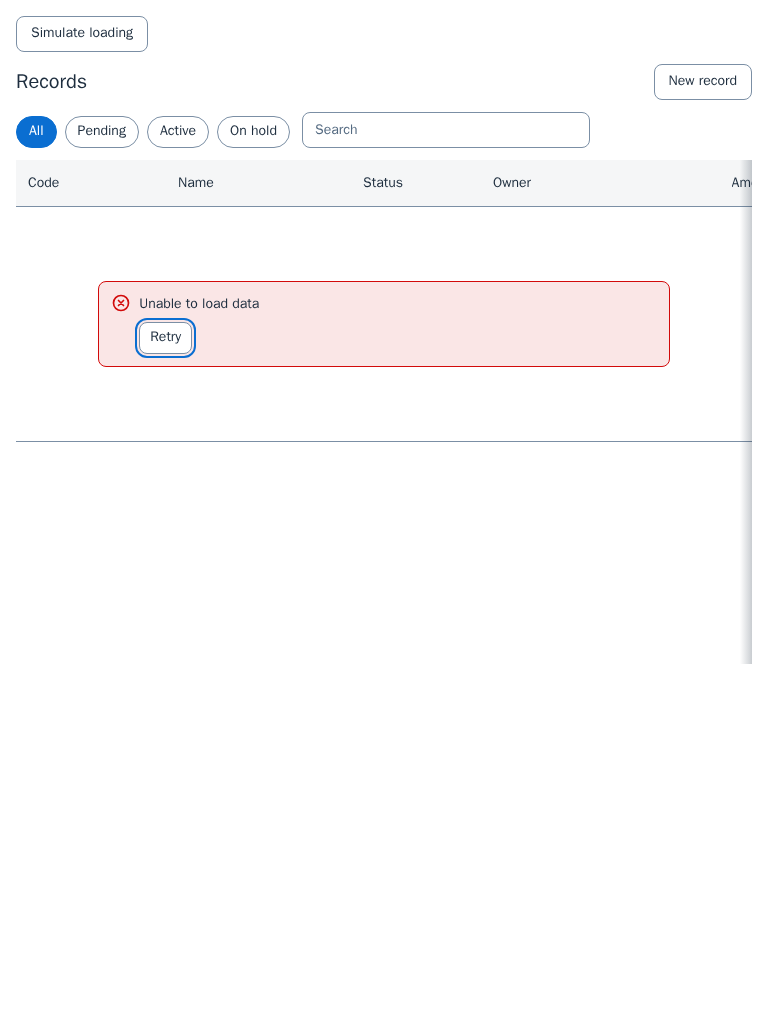 Simulate loading
Records
New record
All
Pending
Active
On hold
Search
Code
Name
Status
Owner
Unable to load data
Retry